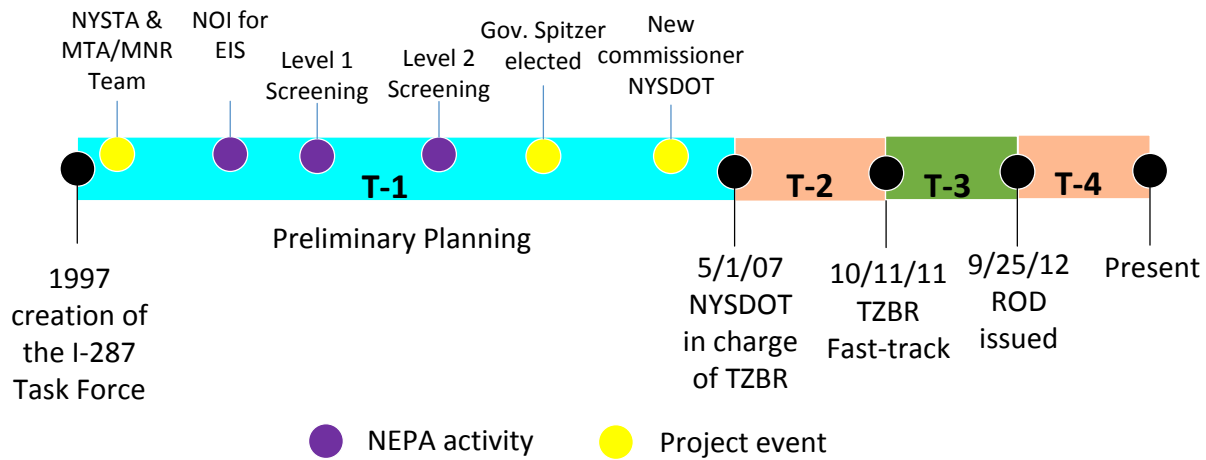 NYSTA &
MTA/MNR
Team
NOI for
EIS
Level 1
Screening
Level 2
Screening
Gov. Spitzer
elected
New
commissioner
NYSDOT
T-1
T-2
T-3
T-4
Preliminary Planning
1997
creation of
the I-287
Task Force
5/1/07
NYSDOT
in charge
of TZBR
10/11/11
TZBR
Fast-track
9/25/12
ROD
issued
Present
NEPA activity
Project event